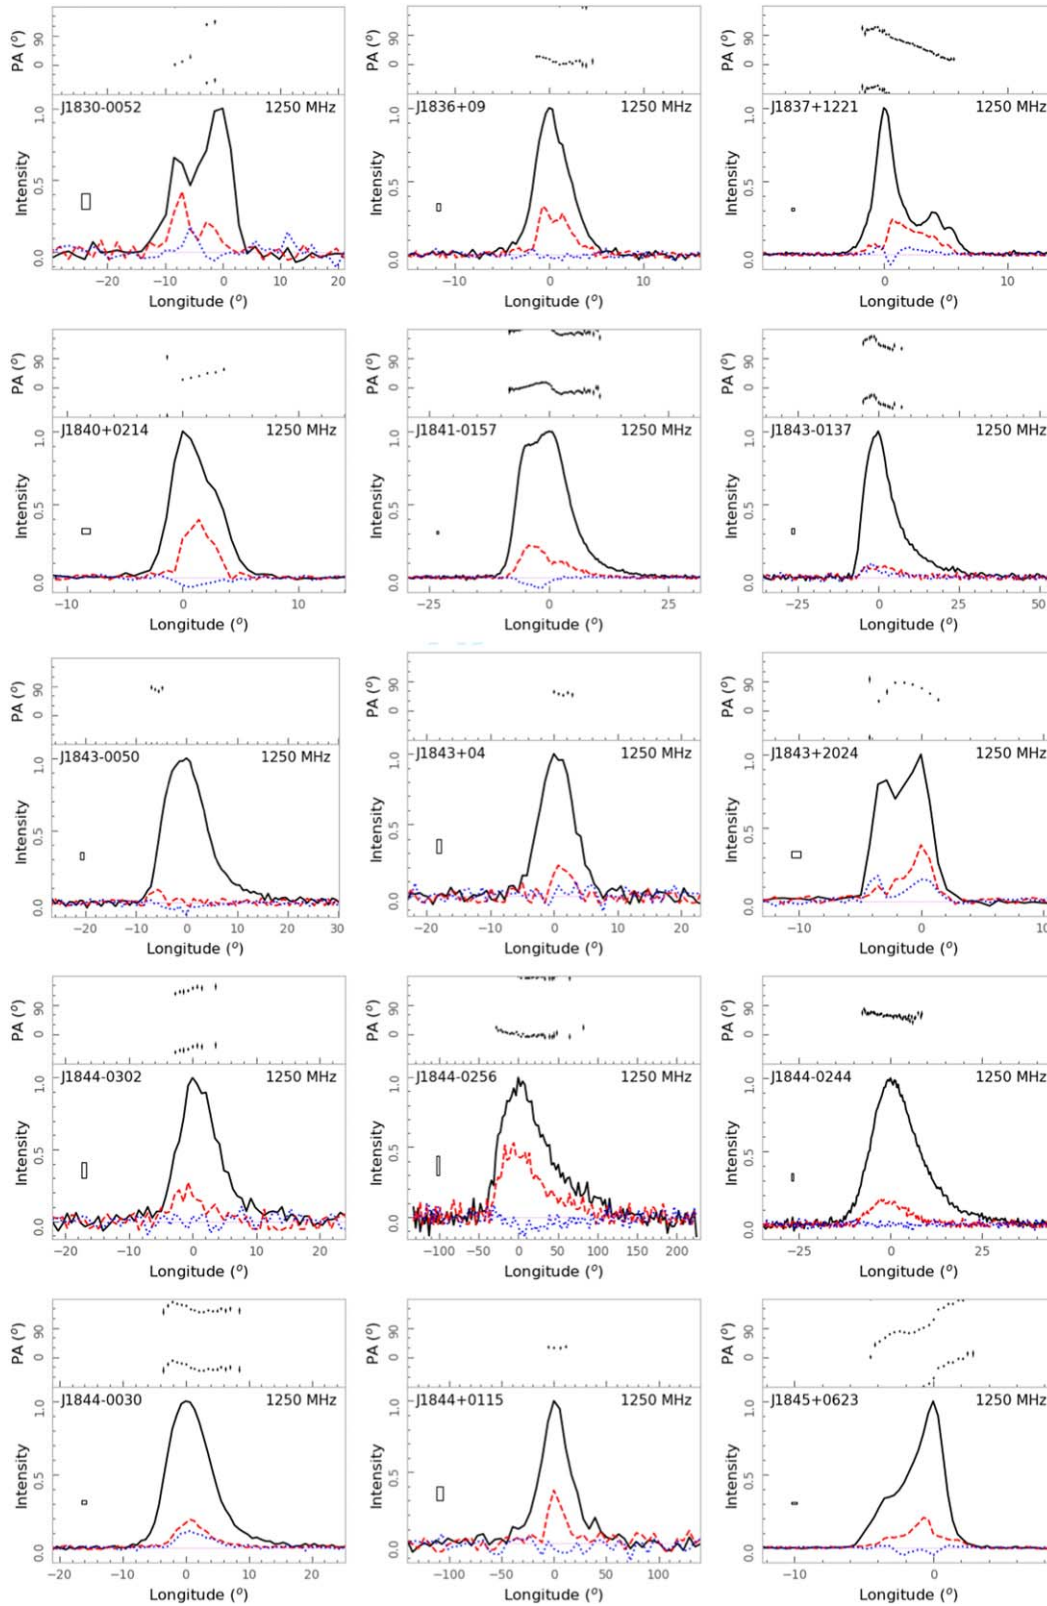 PA (°)
90
0
J1830-0052 1250 MHz
Intensity
1.0
0.5
0.0
−20 −10 0 10 20
Longitude (°)
PA (°)
90
0
J1836+09 1250 MHz
Intensity
1.0
0.5
0.0
−10 0 10
Longitude (°)
PA (°)
90
0
J1837+1221 1250 MHz
Intensity
1.0
0.5
0.0
0 10
Longitude (°)
PA (°)
90
0
J1840+0214 1250 MHz
Intensity
1.0
0.5
0.0
−10 0 10
Longitude (°)
PA (°)
90
0
J1841-0157 1250 MHz
Intensity
1.0
0.5
0.0
−23 0 25
Longitude (°)
PA (°)
90
0
J1843-0137 1250 MHz
Intensity
1.0
0.5
0.0
−25 0 25 50
Longitude (°)
PA (°)
90
0
J1843-0050 1250 MHz
Intensity
1.0
0.5
0.0
−20 −10 0 10 20 30
Longitude (°)
PA (°)
90
0
J1843+04 1250 MHz
Intensity
1.0
0.5
0.0
−20 −10 0 10 20
Longitude (°)
PA (°)
90
0
J1843+2024 1250 MHz
Intensity
1.0
0.5
0.0
−10 0 10
Longitude (°)
PA (°)
90
0
J1844-0302 1250 MHz
Intensity
1.0
0.5
0.0
−20 −10 0 10 20
Longitude (°)
PA (°)
90
0
J1844-0256 1250 MHz
Intensity
1.0
0.5
0.0
−100 −50 0 50 100 150 200
Longitude (°)
PA (°)
90
0
J1844-0244 1250 MHz
Intensity
1.0
0.5
0.0
−26 0 25
Longitude (°)
PA (°)
90
0
J1844-0030 1250 MHz
Intensity
1.0
0.5
0.0
−20 −10 0 10 20
Longitude (°)
PA (°)
90
0
J1844+0115 1250 MHz
Intensity
1.0
0.5
0.0
−100 −50 0 50 100
Longitude (°)
PA (°)
90
0
J1845+0623 1250 MHz
Intensity
1.0
0.5
0.0
−10 0
Longitude (°)